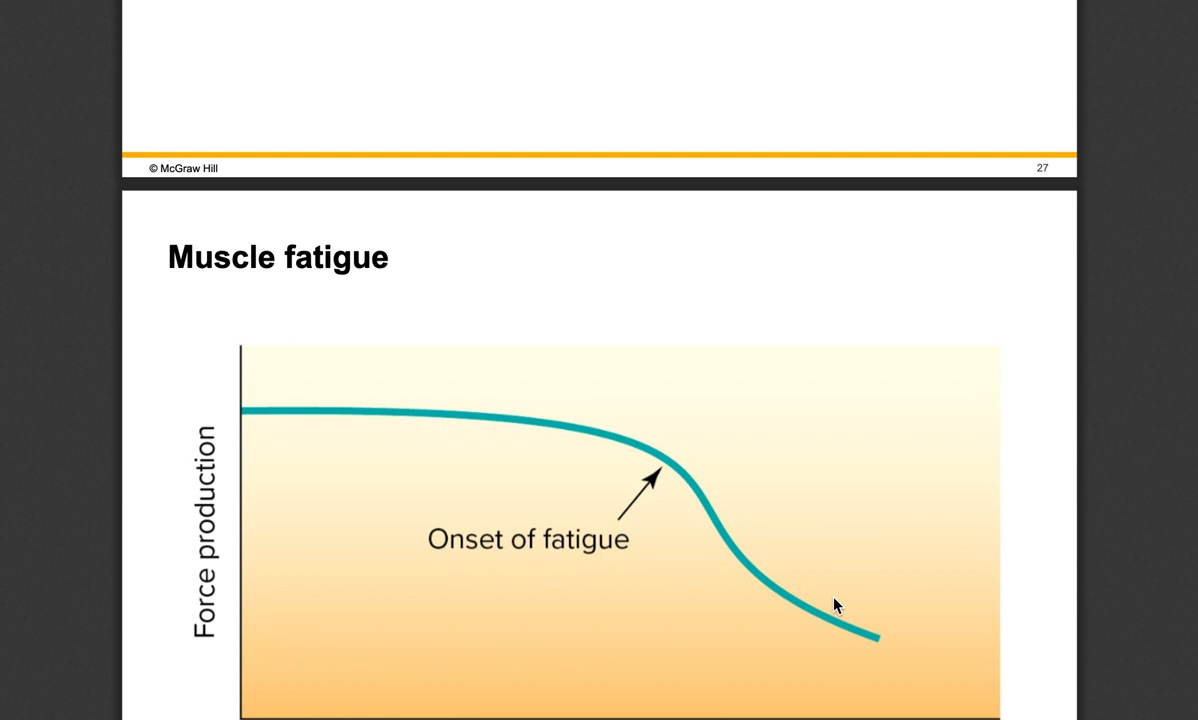 © McGraw Hill
27
Muscle fatigue
Force production
Onset of fatigue